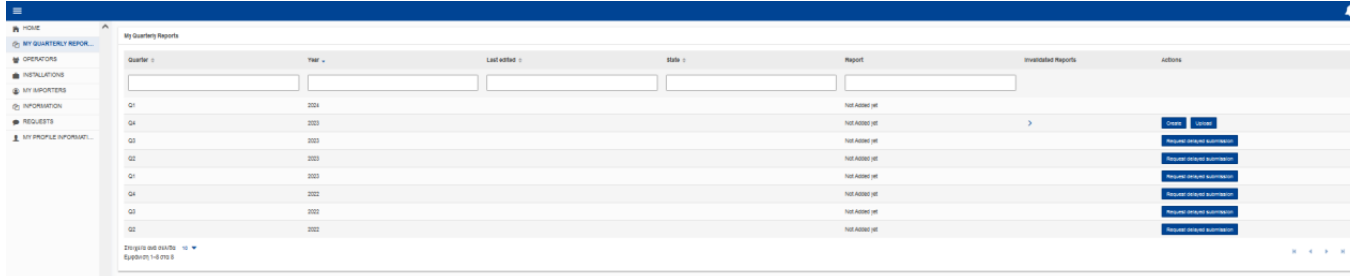 HOME
MY QUARTERLY REPOR...
OPERATORS
INSTALLATIONS
MY IMPORTERS
INFORMATION
REQUESTS
MY PROFILE INFORMATI...
My Quarterly Reports
Quarter Year Last edited State Report Invalidated Reports Actions
Q1 2024 Not Added yet
Q4 2023 Not Added yet Create Upload
Q3 2023 Not Added yet Request delayed submission
Q2 2023 Not Added yet Request delayed submission
Q1 2023 Not Added yet Request delayed submission
Q4 2022 Not Added yet Request delayed submission
Q3 2022 Not Added yet Request delayed submission
Q2 2022 Not Added yet Request delayed submission
Στοιχεία ανά σελίδα 10
Εμφάνιση 1-8 στα 8